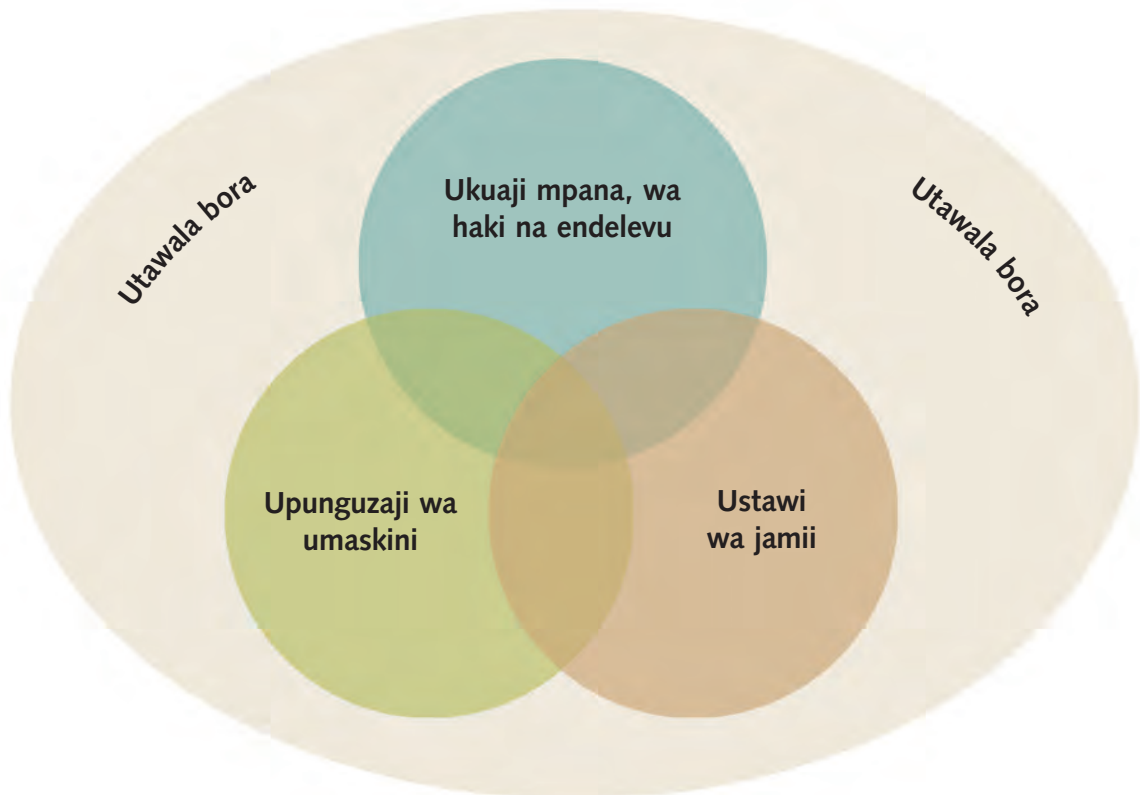 Utawala bora
Ukuaji mpana, wa
haki na endelevu
Utawala bora
Upunguzaji wa
umaskini
Ustawi
wa jamii